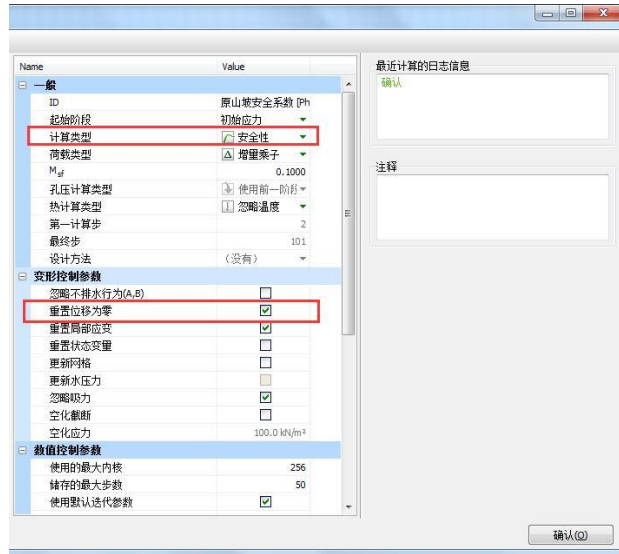 Name Value
一般
ID 原山坡安全系数 [Ph
起始阶段 初始应力
计算类型 安全性
荷载类型 增量乘子
Msf 0.1000
孔压计算类型 使用前一阶段
热计算类型 忽略温度
第一计算步 2
最终步 101
设计方法 (没有)
变形控制参数
忽略不排水行为(A,B)
重置位移为零
重置局部应变
重置状态变量
更新网格
更新水压力
忽略吸力
空化截断
空化应力 100.0 kN/m²
数值控制参数
使用的最大内核 256
储存的最大步数 50
使用默认迭代参数
最近计算的日志信息
确认
注释
确认(O)